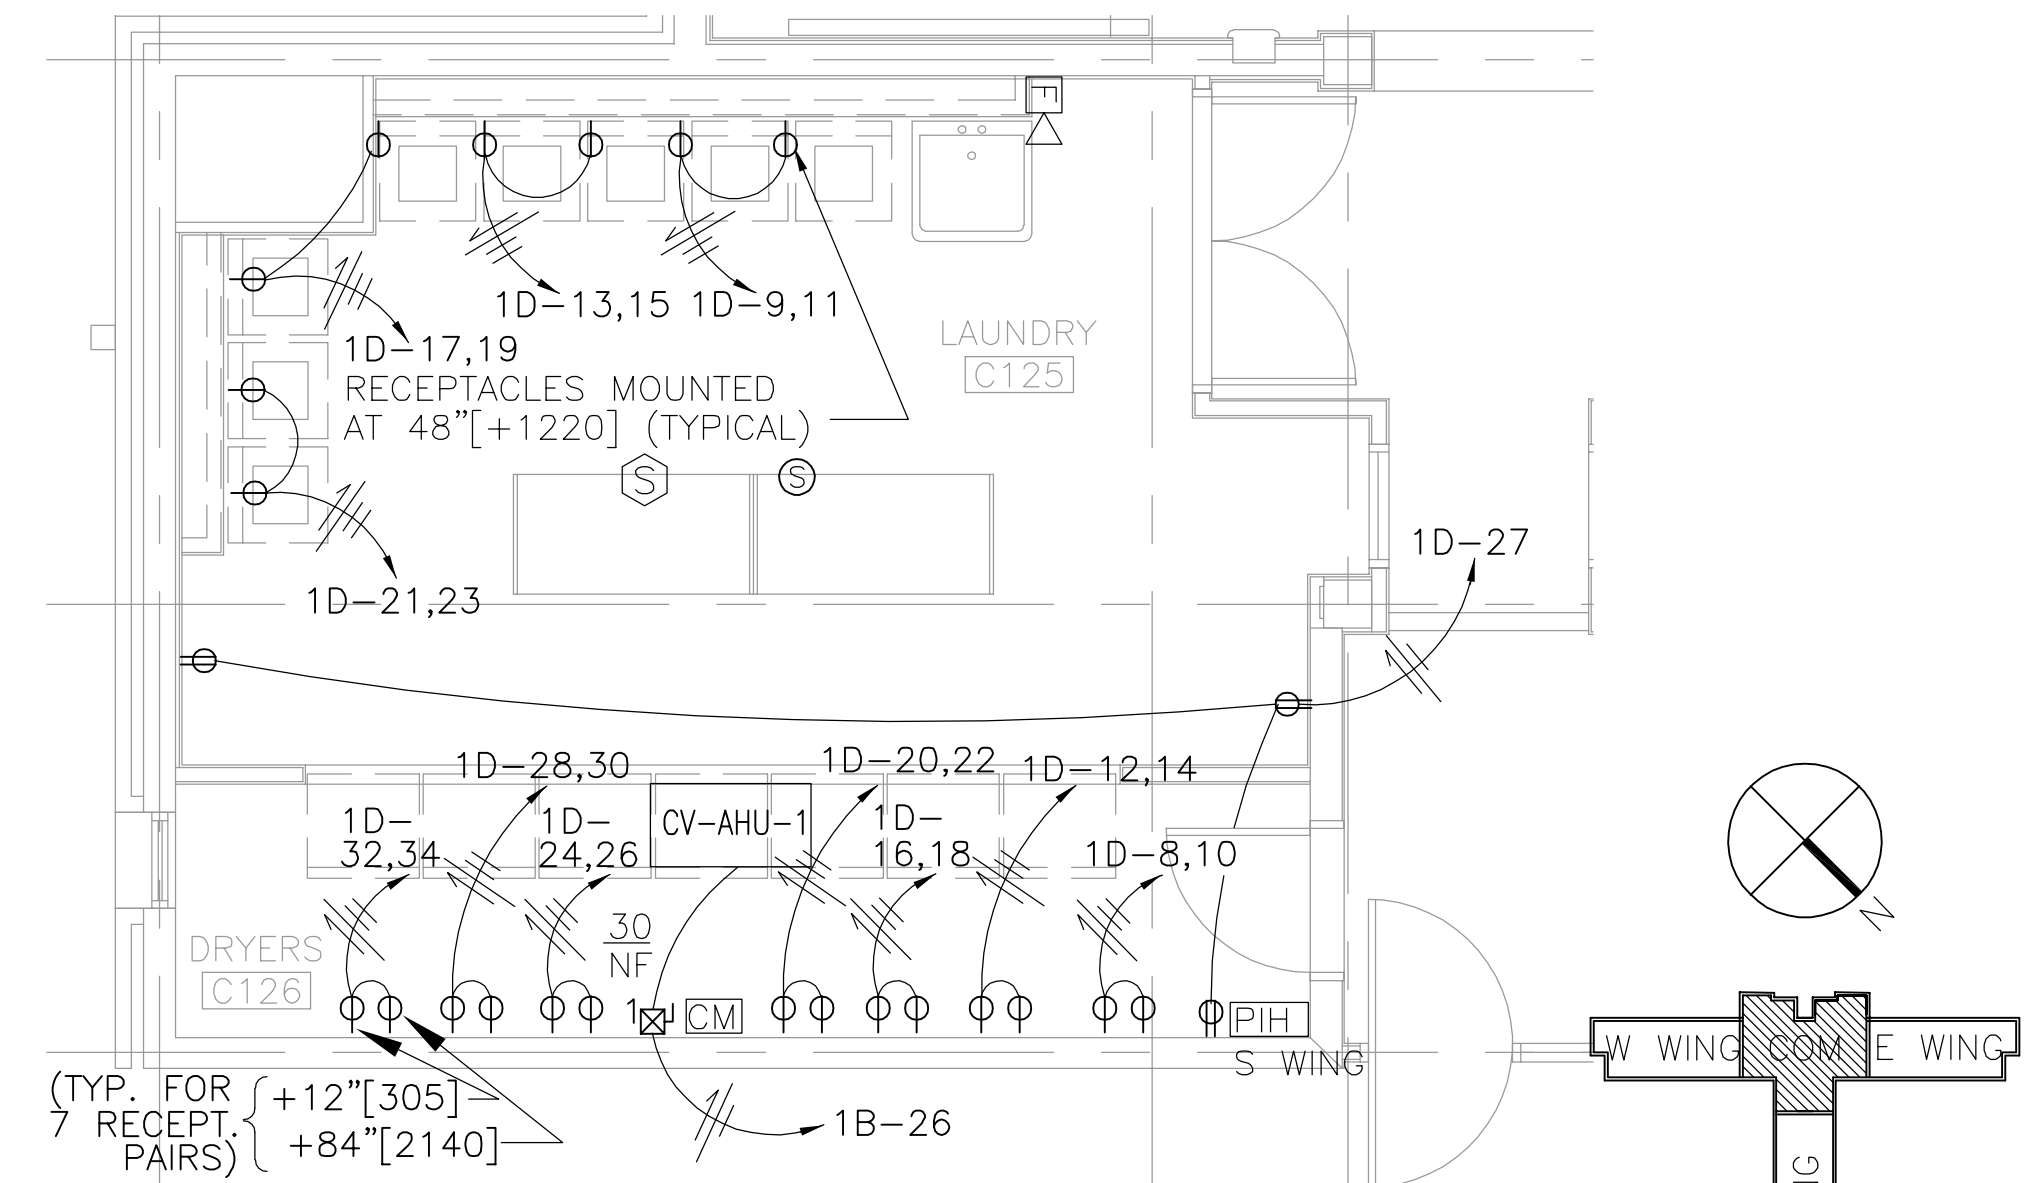 F
1D-13,15
1D-9,11
1D-17,19
RECEPTACLES MOUNTED
AT 48”[+1220] (TYPICAL)
LAUNDRY
C125
S
S
1D-27
1D-21,23
1D-28,30
1D-20,22
1D-12,14
1D-
32,34
1D-
24,26
CV-AHU-1
1D-
16,18
1D-8,10
30
NF
DRYERS
C126
1
CM
PIH
S WING
(TYP. FOR
7 RECEPT.
PAIRS)
+12”[305]
+84”[2140]
1B-26
N
W WING
COM
E WING